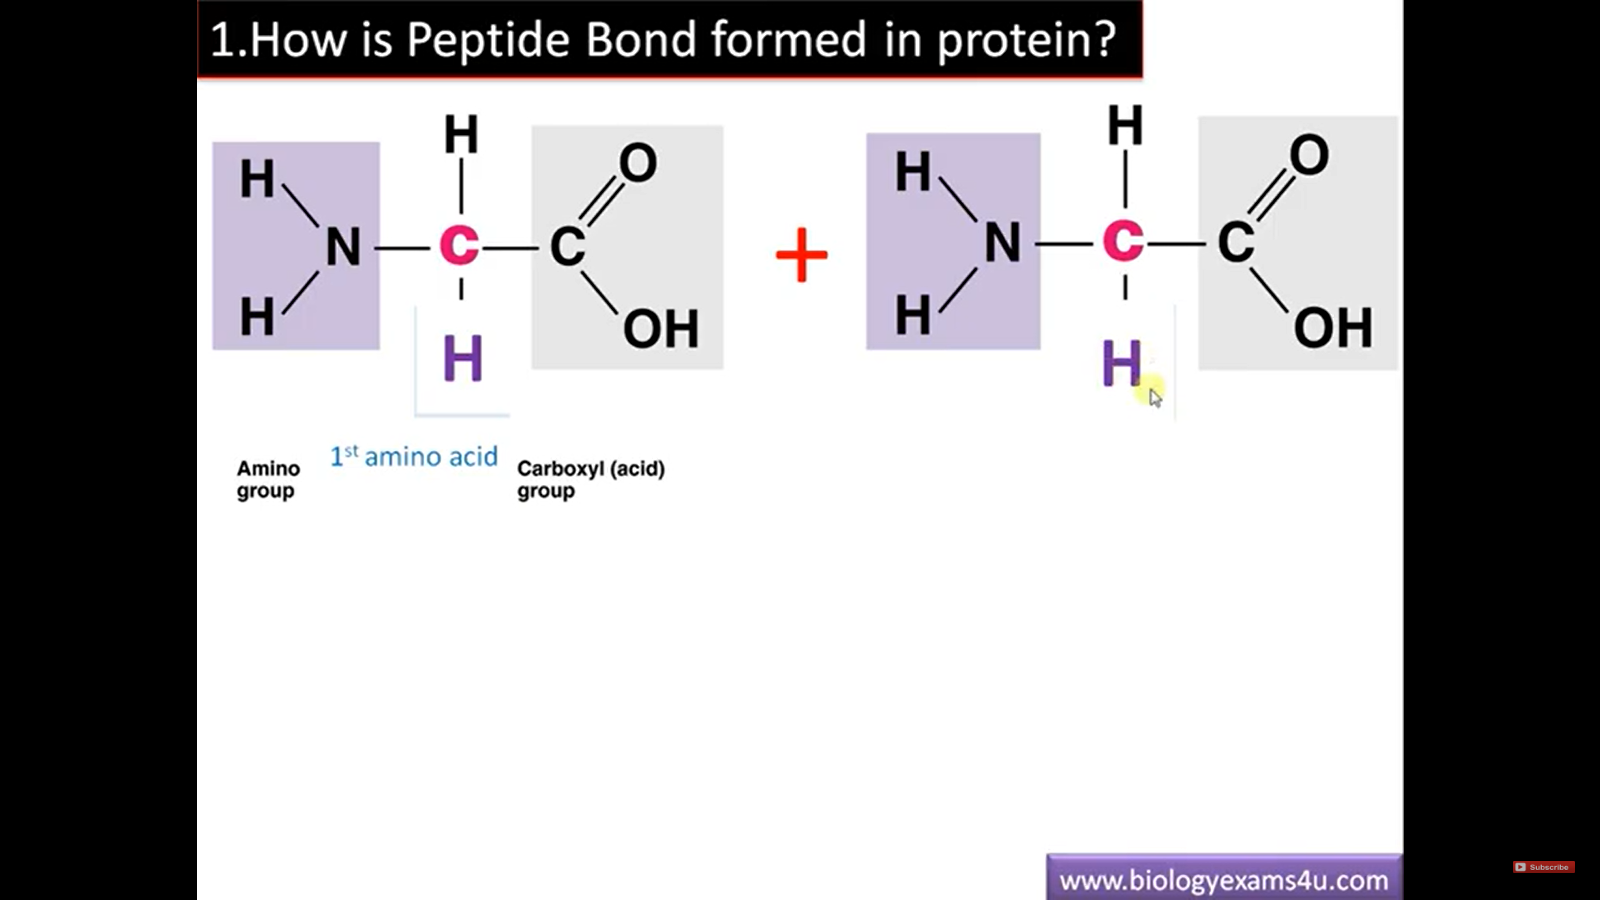 1.How is Peptide Bond formed in protein?
H H O H H O
N C C + N C C
H H OH H H OH
1st amino acid
Amino group
Carboxyl (acid) group
www.biologyexams4u.com
Subscribe